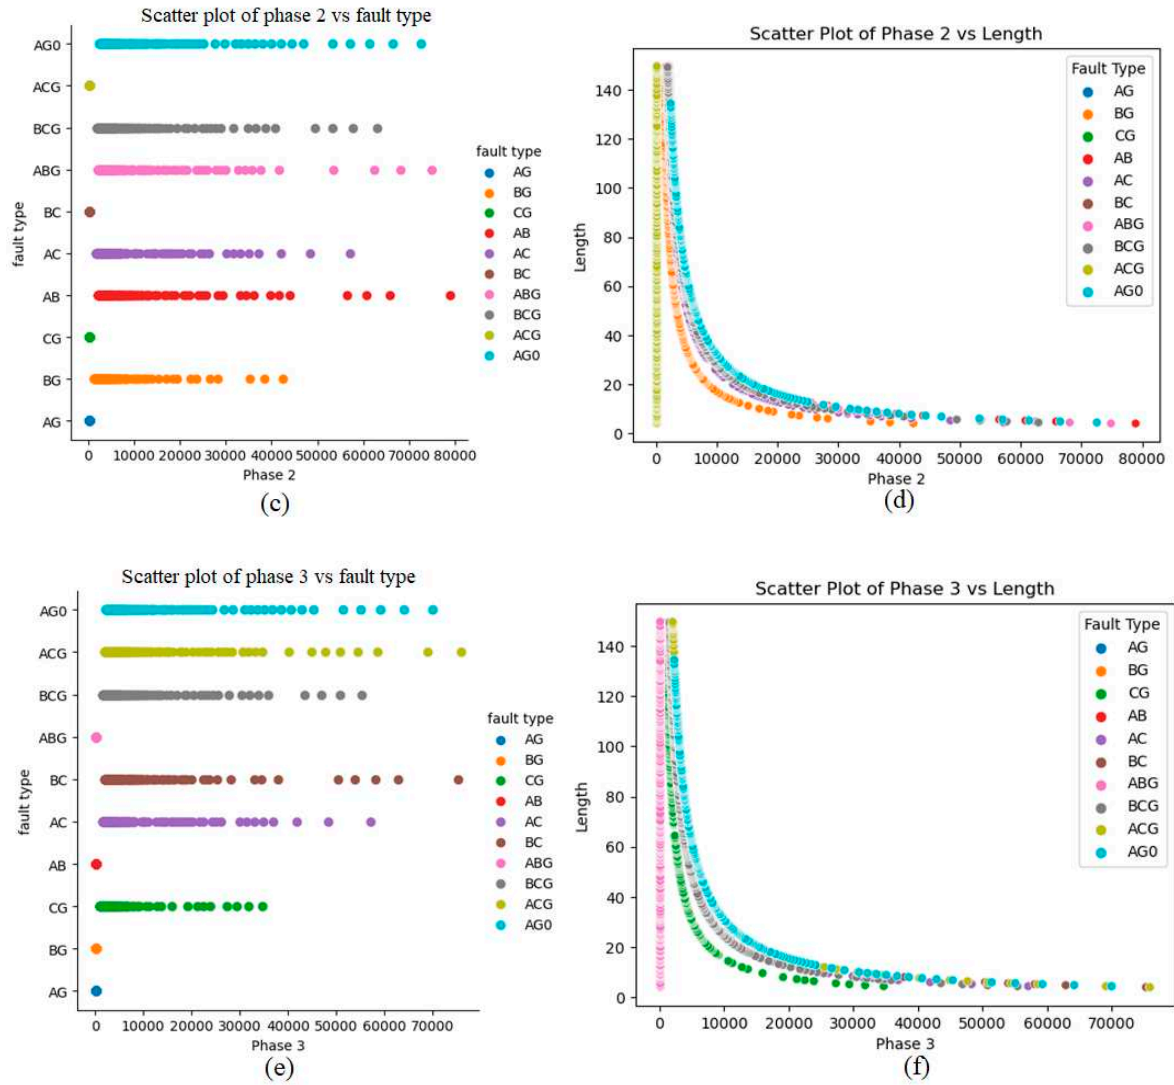 Scatter plot of phase 2 vs fault type
fault type
AG0
ACG
BCG
ABG
BC
AC
AB
CG
BG
AG
0 10000 20000 30000 40000 50000 60000 70000 80000
Phase 2
fault type
AG
BG
CG
AB
AC
BC
ABG
BCG
ACG
AG0
(c)
Scatter Plot of Phase 2 vs Length
Length
140
120
100
80
60
40
20
0
0 10000 20000 30000 40000 50000 60000 70000 80000
Phase 2
Fault Type
AG
BG
CG
AB
AC
BC
ABG
BCG
ACG
AG0
(d)
Scatter plot of phase 3 vs fault type
fault type
AG0
ACG
BCG
ABG
BC
AC
AB
CG
BG
AG
0 10000 20000 30000 40000 50000 60000 70000
Phase 3
fault type
AG
BG
CG
AB
AC
BC
ABG
BCG
ACG
AG0
(e)
Scatter Plot of Phase 3 vs Length
Length
140
120
100
80
60
40
20
0
0 10000 20000 30000 40000 50000 60000 70000
Phase 3
Fault Type
AG
BG
CG
AB
AC
BC
ABG
BCG
ACG
AG0
(f)